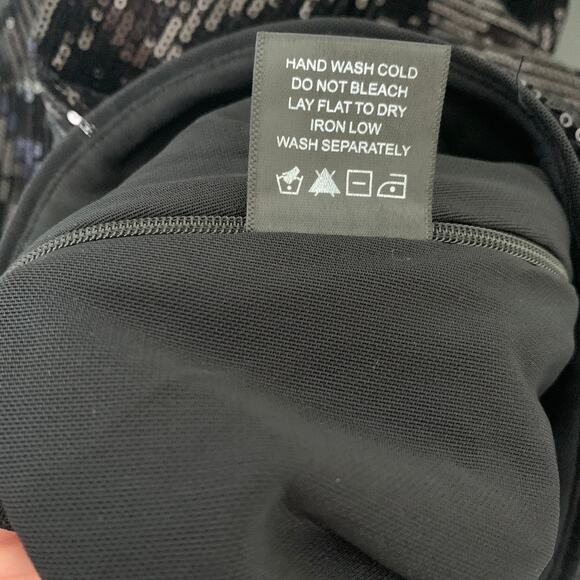 HAND WASH COLD
DO NOT BLEACH
LAY FLAT TO DRY
IRON LOW
WASH SEPARATELY